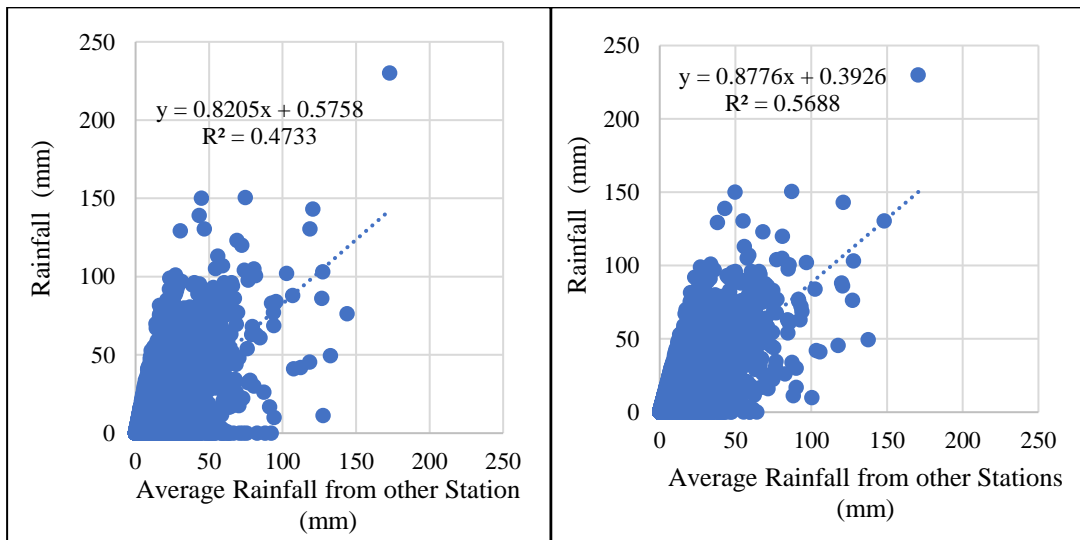 250
200
150
100
50
0
Rainfall (mm)
y = 0.8205x + 0.5758
R² = 0.4733
0 50 100 150 200 250
Average Rainfall from other Station
(mm)
250
200
150
100
50
0
Rainfall (mm)
y = 0.8776x + 0.3926
R² = 0.5688
0 50 100 150 200 250
Average Rainfall from other Stations
(mm)